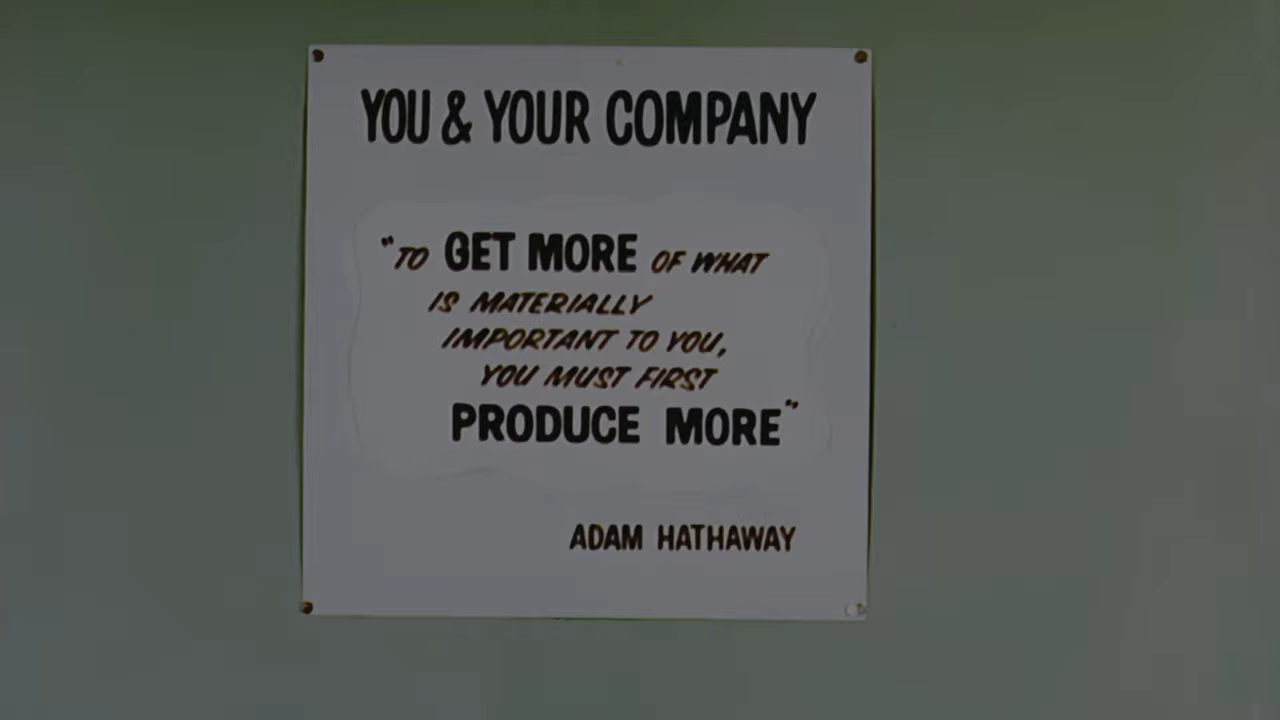 YOU & YOUR COMPANY
"TO GET MORE OF WHAT
IS MATERIALLY
IMPORTANT TO YOU,
YOU MUST FIRST
PRODUCE MORE"
ADAM HATHAWAY